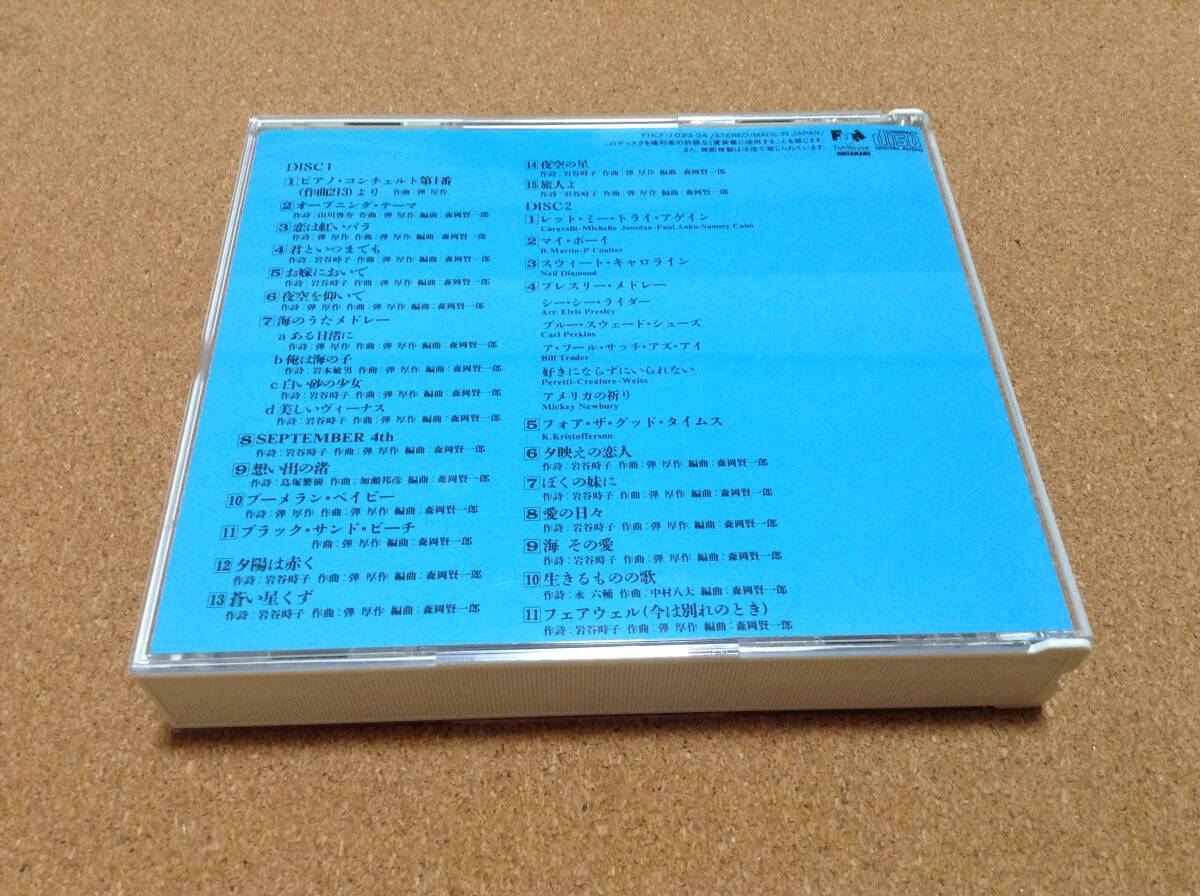 FHCF-1033-34/STEREO/MADE IN JAPAN/
このディスクを権利者の許諾なく賃貸業に使用することを禁じます。
また、無断複製は法律で禁じられています。
Fun
Fun House
WATANABE
COMPACT
disc
DIGITAL AUDIO
DISC 1
1 ピアノ・コンチェルト第1番
(作曲213) より 作曲:弾 厚作
2 オープニング・テーマ
作詩:山川啓介 作曲:弾 厚作 編曲:森岡賢一郎
3 恋は紅いバラ
作詩:弾 厚作 作曲:弾 厚作 編曲:森岡賢一郎
4 君といつまでも
作詩:岩谷時子 作曲:弾 厚作 編曲:森岡賢一郎
5 お嫁においで
作詩:岩谷時子 作曲:弾 厚作 編曲:森岡賢一郎
6 夜空を仰いで
作詩:弾 厚作 作曲:弾 厚作 編曲:森岡賢一郎
7 海のうたメドレー
a ある日渚に
作詩:弾 厚作 作曲:弾 厚作 編曲:森岡賢一郎
b 俺は海の子
作詩:岩本敏男 作曲:弾 厚作 編曲:森岡賢一郎
c 白い砂の少女
作詩:岩谷時子 作曲:弾 厚作 編曲:森岡賢一郎
d 美しいヴィーナス
作詩:岩谷時子 作曲:弾 厚作 編曲:森岡賢一郎
8 SEPTEMBER 4th
作詩:岩谷時子 作曲:弾 厚作 編曲:森岡賢一郎
9 想い出の渚
作詩:鳥塚繁樹 作曲:加瀬邦彦 編曲:森岡賢一郎
10 ブーメラン・ベイビー
作詩:弾 厚作 作曲:弾 厚作 編曲:森岡賢一郎
11 ブラック・サンド・ビーチ
作曲:弾 厚作 編曲:森岡賢一郎
12 夕陽は赤く
作詩:岩谷時子 作曲:弾 厚作 編曲:森岡賢一郎
13 蒼い星くず
作詩:岩谷時子 作曲:弾 厚作 編曲:森岡賢一郎
14 夜空の星
作詩:岩谷時子 作曲:弾 厚作 編曲:森岡賢一郎
15 旅人よ
作詩:岩谷時子 作曲:弾 厚作 編曲:森岡賢一郎
DISC 2
1 レット・ミー・トライ・アゲイン
Caravelli-Michelle Jourdan-Paul Anka-Sammy Cahn
2 マイ・ボーイ
B.Martin-P.Coulter
3 スウィート・キャロライン
Neil Diamond
4 プレスリー・メドレー
シー・シー・ライダー
Arr. Elvis Presley
ブルー・スウェード・シューズ
Carl Perkins
ア・フール・サッチ・アズ・アイ
Bill Trader
好きにならずにいられない
Peretti-Creatore-Weiss
アメリカの祈り
Mickey Newbury
5 フォア・ザ・グッド・タイムス
K.Kristofferson
6 夕映えの恋人
作詩:岩谷時子 作曲:弾 厚作 編曲:森岡賢一郎
7 ぼくの妹に
作詩:岩谷時子 作曲:弾 厚作 編曲:森岡賢一郎
8 愛の日々
作詩:岩谷時子 作曲:弾 厚作 編曲:森岡賢一郎
9 海 その愛
作詩:岩谷時子 作曲:弾 厚作 編曲:森岡賢一郎
10 生きるものの歌
作詩:永 六輔 作曲:中村八大 編曲:森岡賢一郎
11 フェアウェル(今は別れのとき)
作詩:岩谷時子 作曲:弾 厚作 編曲:森岡賢一郎